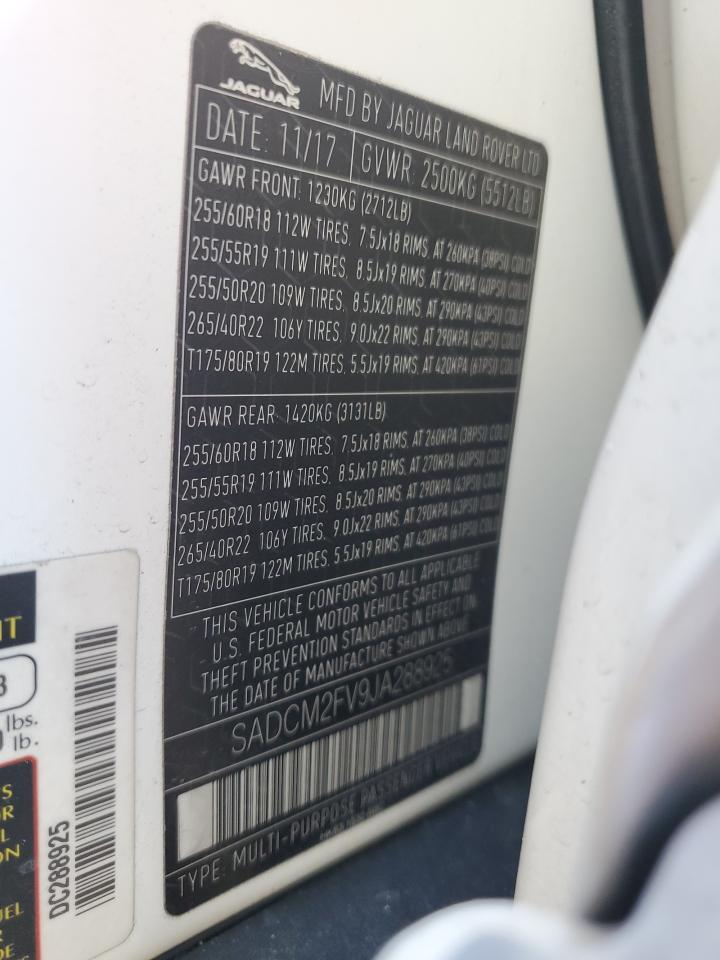 JAGUAR
MFD BY JAGUAR LAND ROVER LTD
DATE: 11/17 GVWR: 2500KG (5512LB)
GAWR FRONT: 1230KG (2712LB)
255/60R18 112W TIRES, 7.5Jx18 RIMS, AT 260KPA (38PSI) COLD
255/55R19 111W TIRES, 8.5Jx19 RIMS, AT 270KPA (40PSI) COLD
255/50R20 109W TIRES, 8.5Jx20 RIMS, AT 290KPA (43PSI) COLD
265/40R22 106Y TIRES, 9.0Jx22 RIMS, AT 290KPA (43PSI) COLD
T175/80R19 122M TIRES, 5.5Jx19 RIMS, AT 420KPA (61PSI) COLD
GAWR REAR: 1420KG (3131LB)
255/60R18 112W TIRES, 7.5Jx18 RIMS, AT 260KPA (38PSI) COLD
255/55R19 111W TIRES, 8.5Jx19 RIMS, AT 270KPA (40PSI) COLD
255/50R20 109W TIRES, 8.5Jx20 RIMS, AT 290KPA (43PSI) COLD
265/40R22 106Y TIRES, 9.0Jx22 RIMS, AT 290KPA (43PSI) COLD
T175/80R19 122M TIRES, 5.5Jx19 RIMS, AT 420KPA (61PSI) COLD
THIS VEHICLE CONFORMS TO ALL APPLICABLE
U.S. FEDERAL MOTOR VEHICLE SAFETY AND
THEFT PREVENTION STANDARDS IN EFFECT ON
THE DATE OF MANUFACTURE SHOWN ABOVE.
SADCM2FV9JA288925
TYPE: MULTI-PURPOSE PASSENGER
lbs.
lb.
DC288925